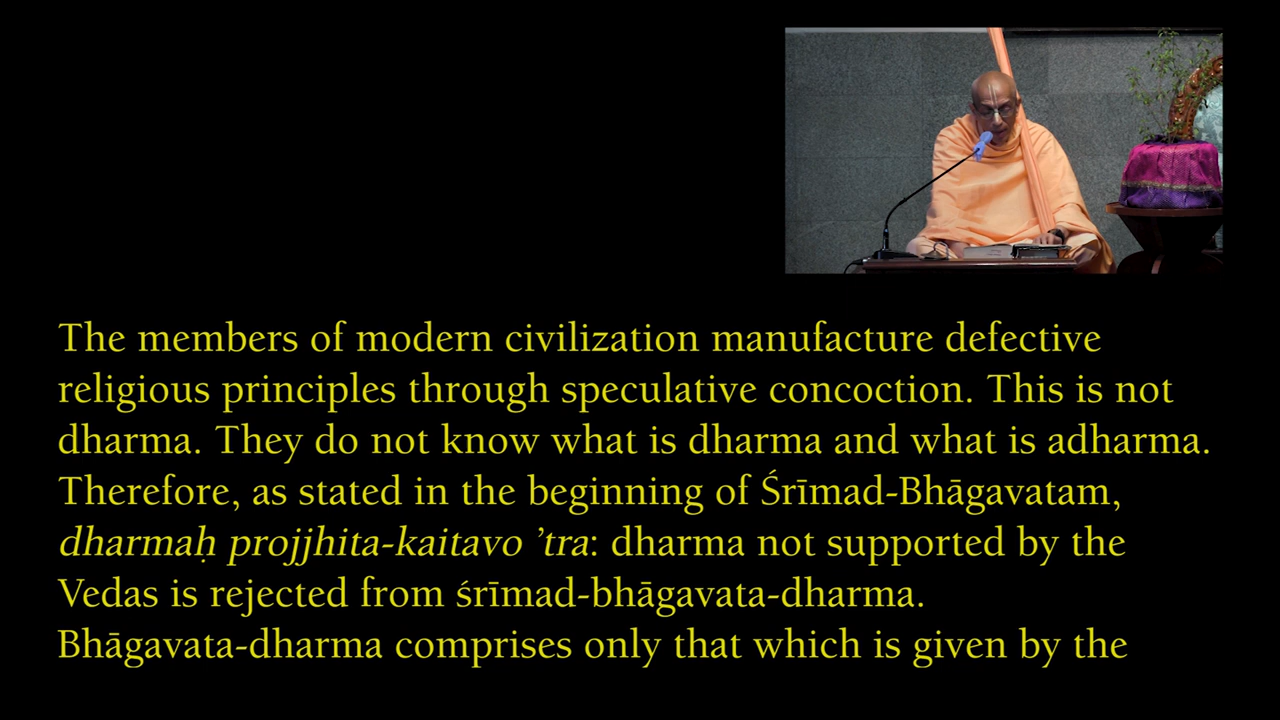 The members of modern civilization manufacture defective
religious principles through speculative concoction. This is not
dharma. They do not know what is dharma and what is adharma.
Therefore, as stated in the beginning of Śrīmad-Bhāgavatam,
dharmaḥ projjhita-kaitavo ’tra: dharma not supported by the
Vedas is rejected from śrīmad-bhāgavata-dharma.
Bhāgavata-dharma comprises only that which is given by the